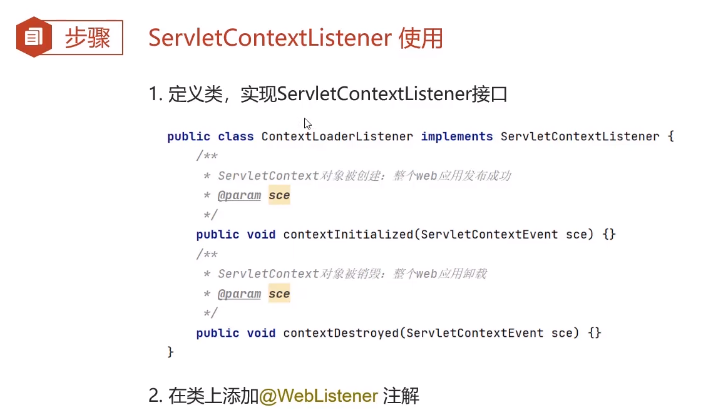 步骤 ServletContextListener 使用
1. 定义类，实现ServletContextListener接口
public class ContextLoaderListener implements ServletContextListener {
/**
* ServletContext对象被创建：整个web应用发布成功
* @param sce
*/
public void contextInitialized(ServletContextEvent sce) {}
/**
* ServletContext对象被销毁：整个web应用卸载
* @param sce
*/
public void contextDestroyed(ServletContextEvent sce) {}
}
2. 在类上添加@WebListener 注解